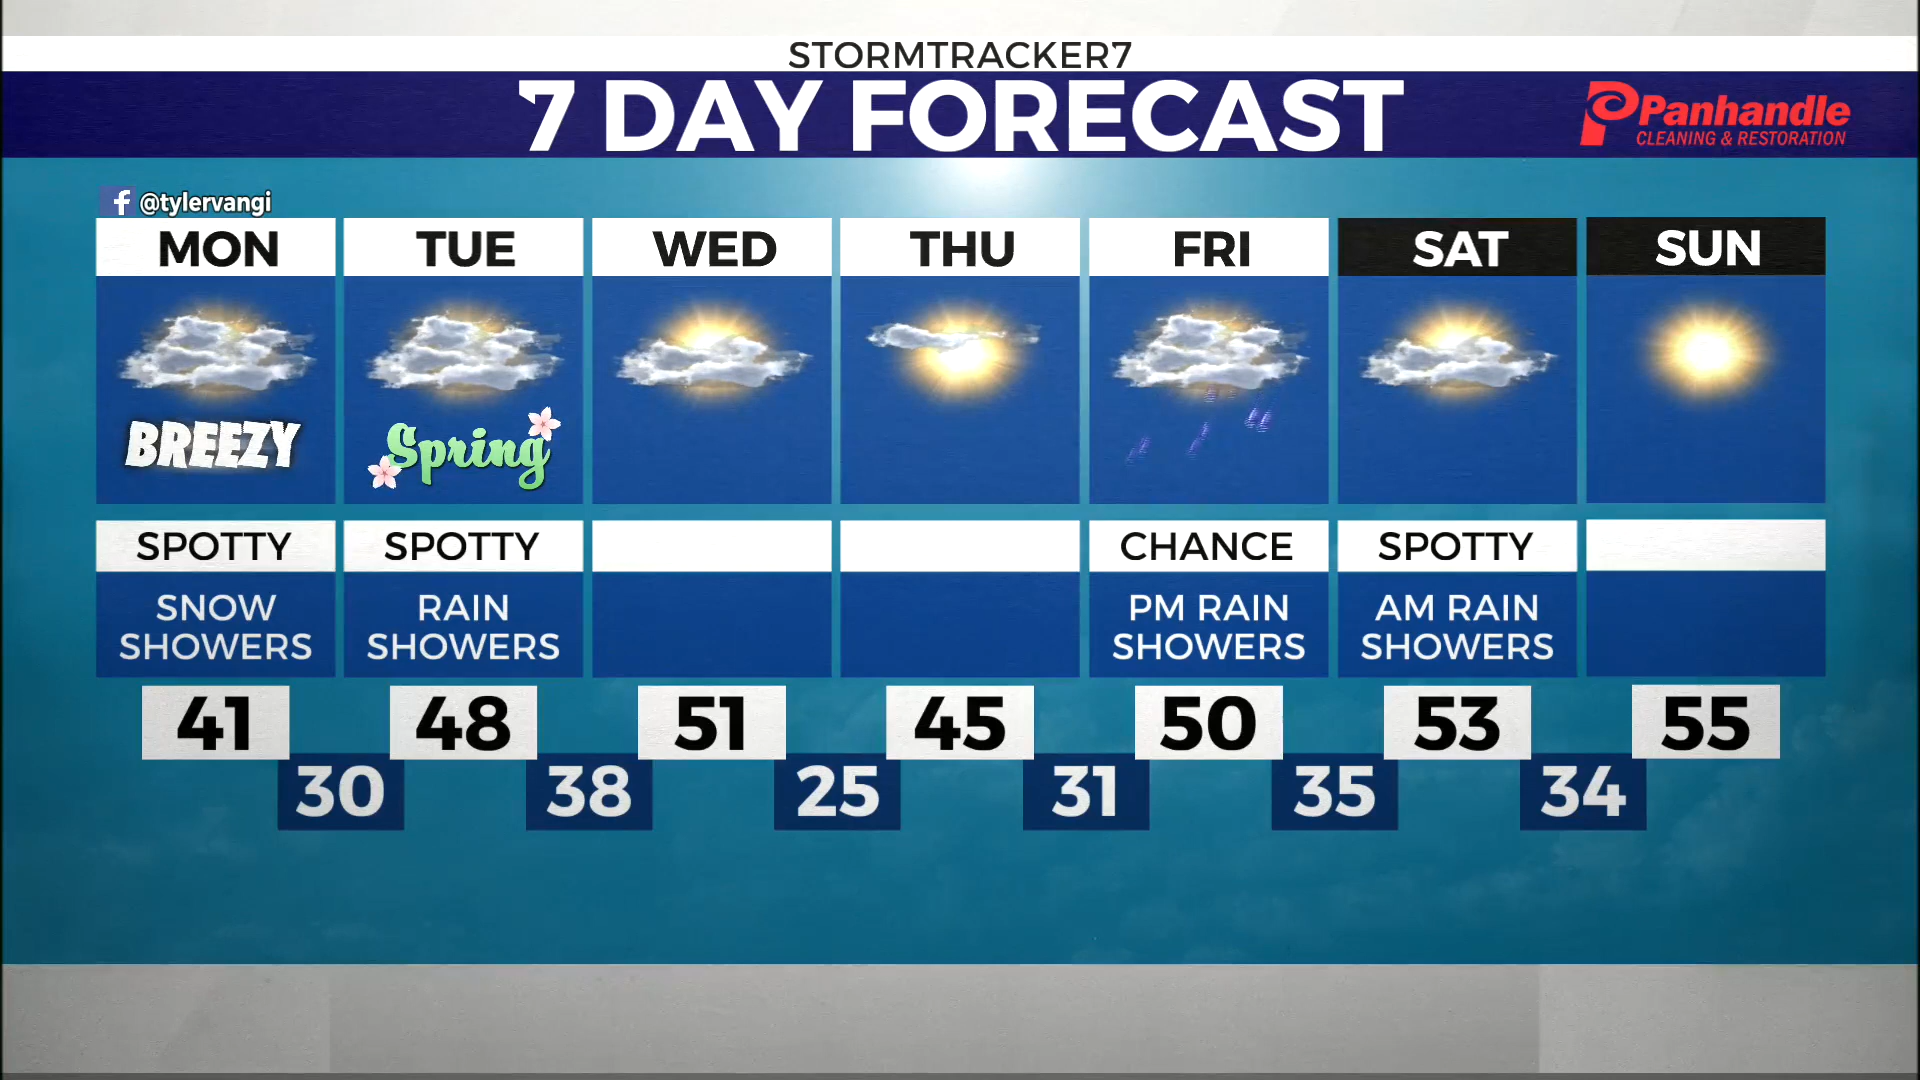 STORMTRACKER7
7 DAY FORECAST
Panhandle
CLEANING & RESTORATION
f @tylervangi
MON TUE WED THU FRI SAT SUN
BREEZY Spring
SPOTTY SPOTTY CHANCE SPOTTY
SNOW RAIN PM RAIN AM RAIN
SHOWERS SHOWERS SHOWERS SHOWERS
41 48 51 45 50 53 55
30 38 25 31 35 34